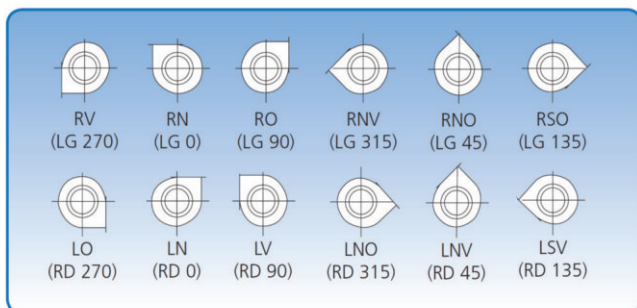 RV RN RO RNV RNO RSO
(LG 270) (LG 0) (LG 90) (LG 315) (LG 45) (LG 135)
LO LN LV LNO LNV LSV
(RD 270) (RD 0) (RD 90) (RD 315) (RD 45) (RD 135)